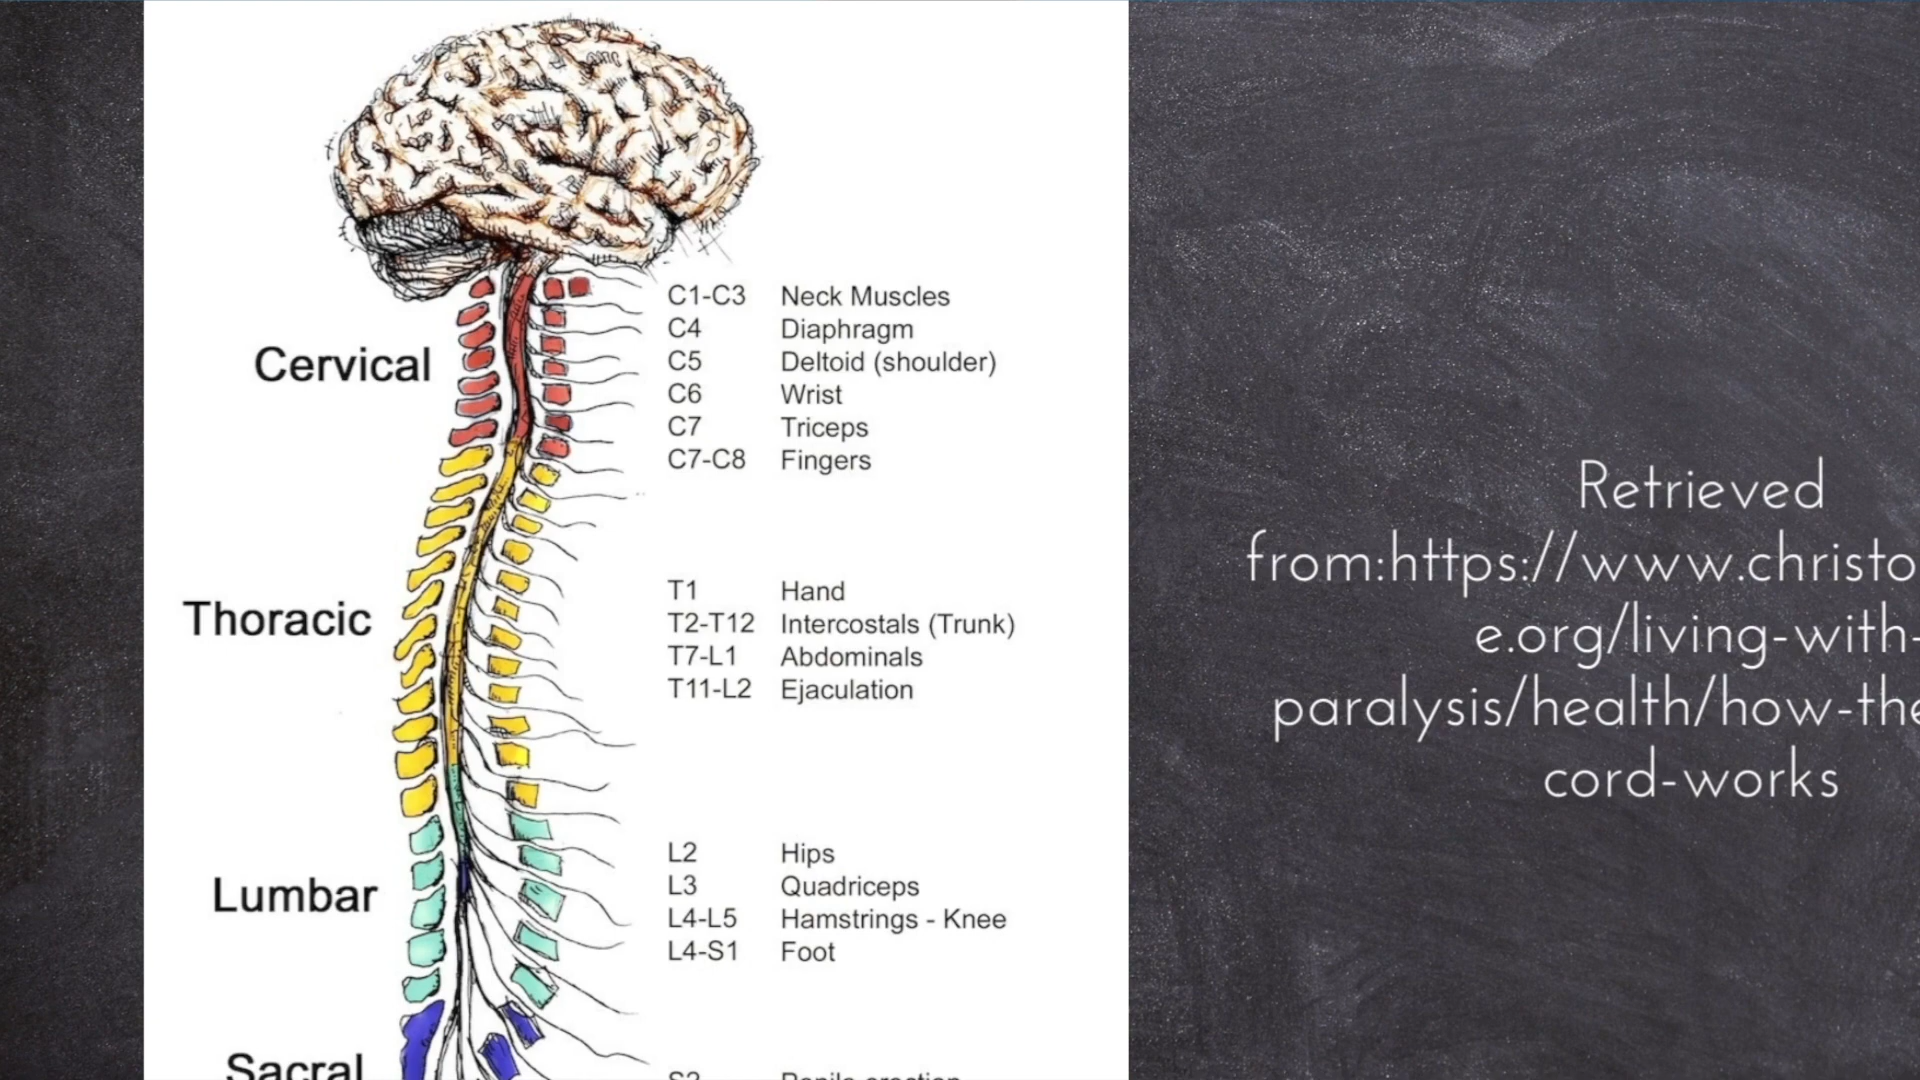 Cervical
C1-C3 Neck Muscles
C4 Diaphragm
C5 Deltoid (shoulder)
C6 Wrist
C7 Triceps
C7-C8 Fingers
Thoracic
T1 Hand
T2-T12 Intercostals (Trunk)
T7-L1 Abdominals
T11-L2 Ejaculation
Lumbar
L2 Hips
L3 Quadriceps
L4-L5 Hamstrings - Knee
L4-S1 Foot
Sacral
Retrieved
from:https://www.christo
e.org/living-with-
paralysis/health/how-the
cord-works